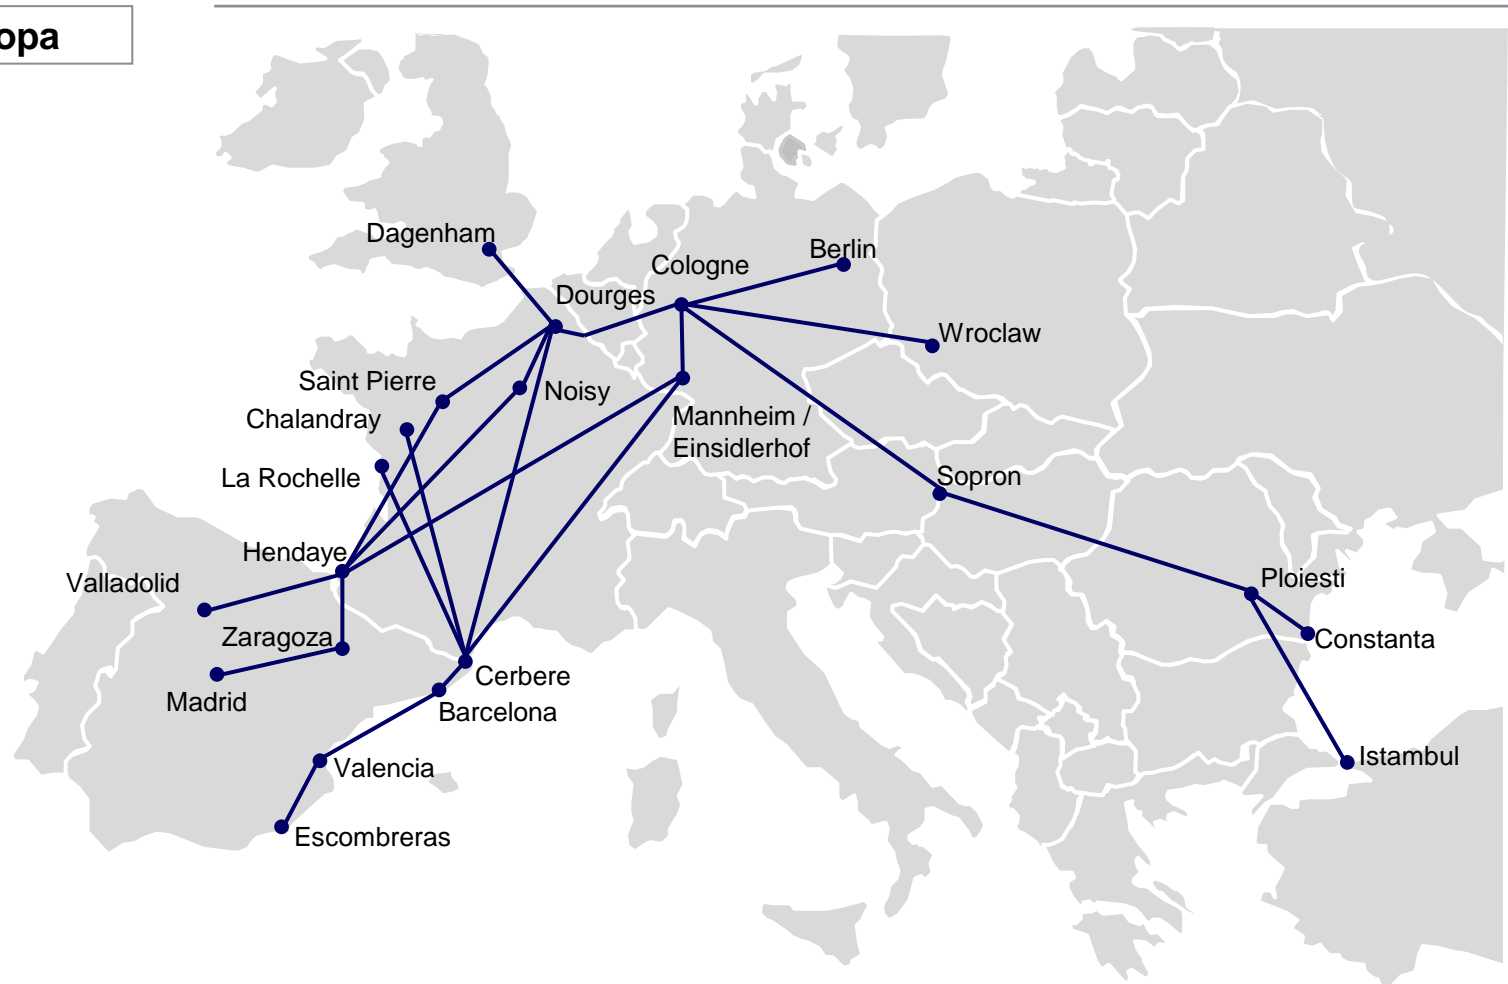 opa
Dagenham
Berlin
Cologne
Dourges
Wroclaw
Saint Pierre
Noisy
Chalandray
Mannheim /
Einsidlerhof
La Rochelle
Sopron
Hendaye
Valladolid
Ploiesti
Zaragoza
Constanta
Cerbere
Madrid
Barcelona
Istambul
Valencia
Escombreras